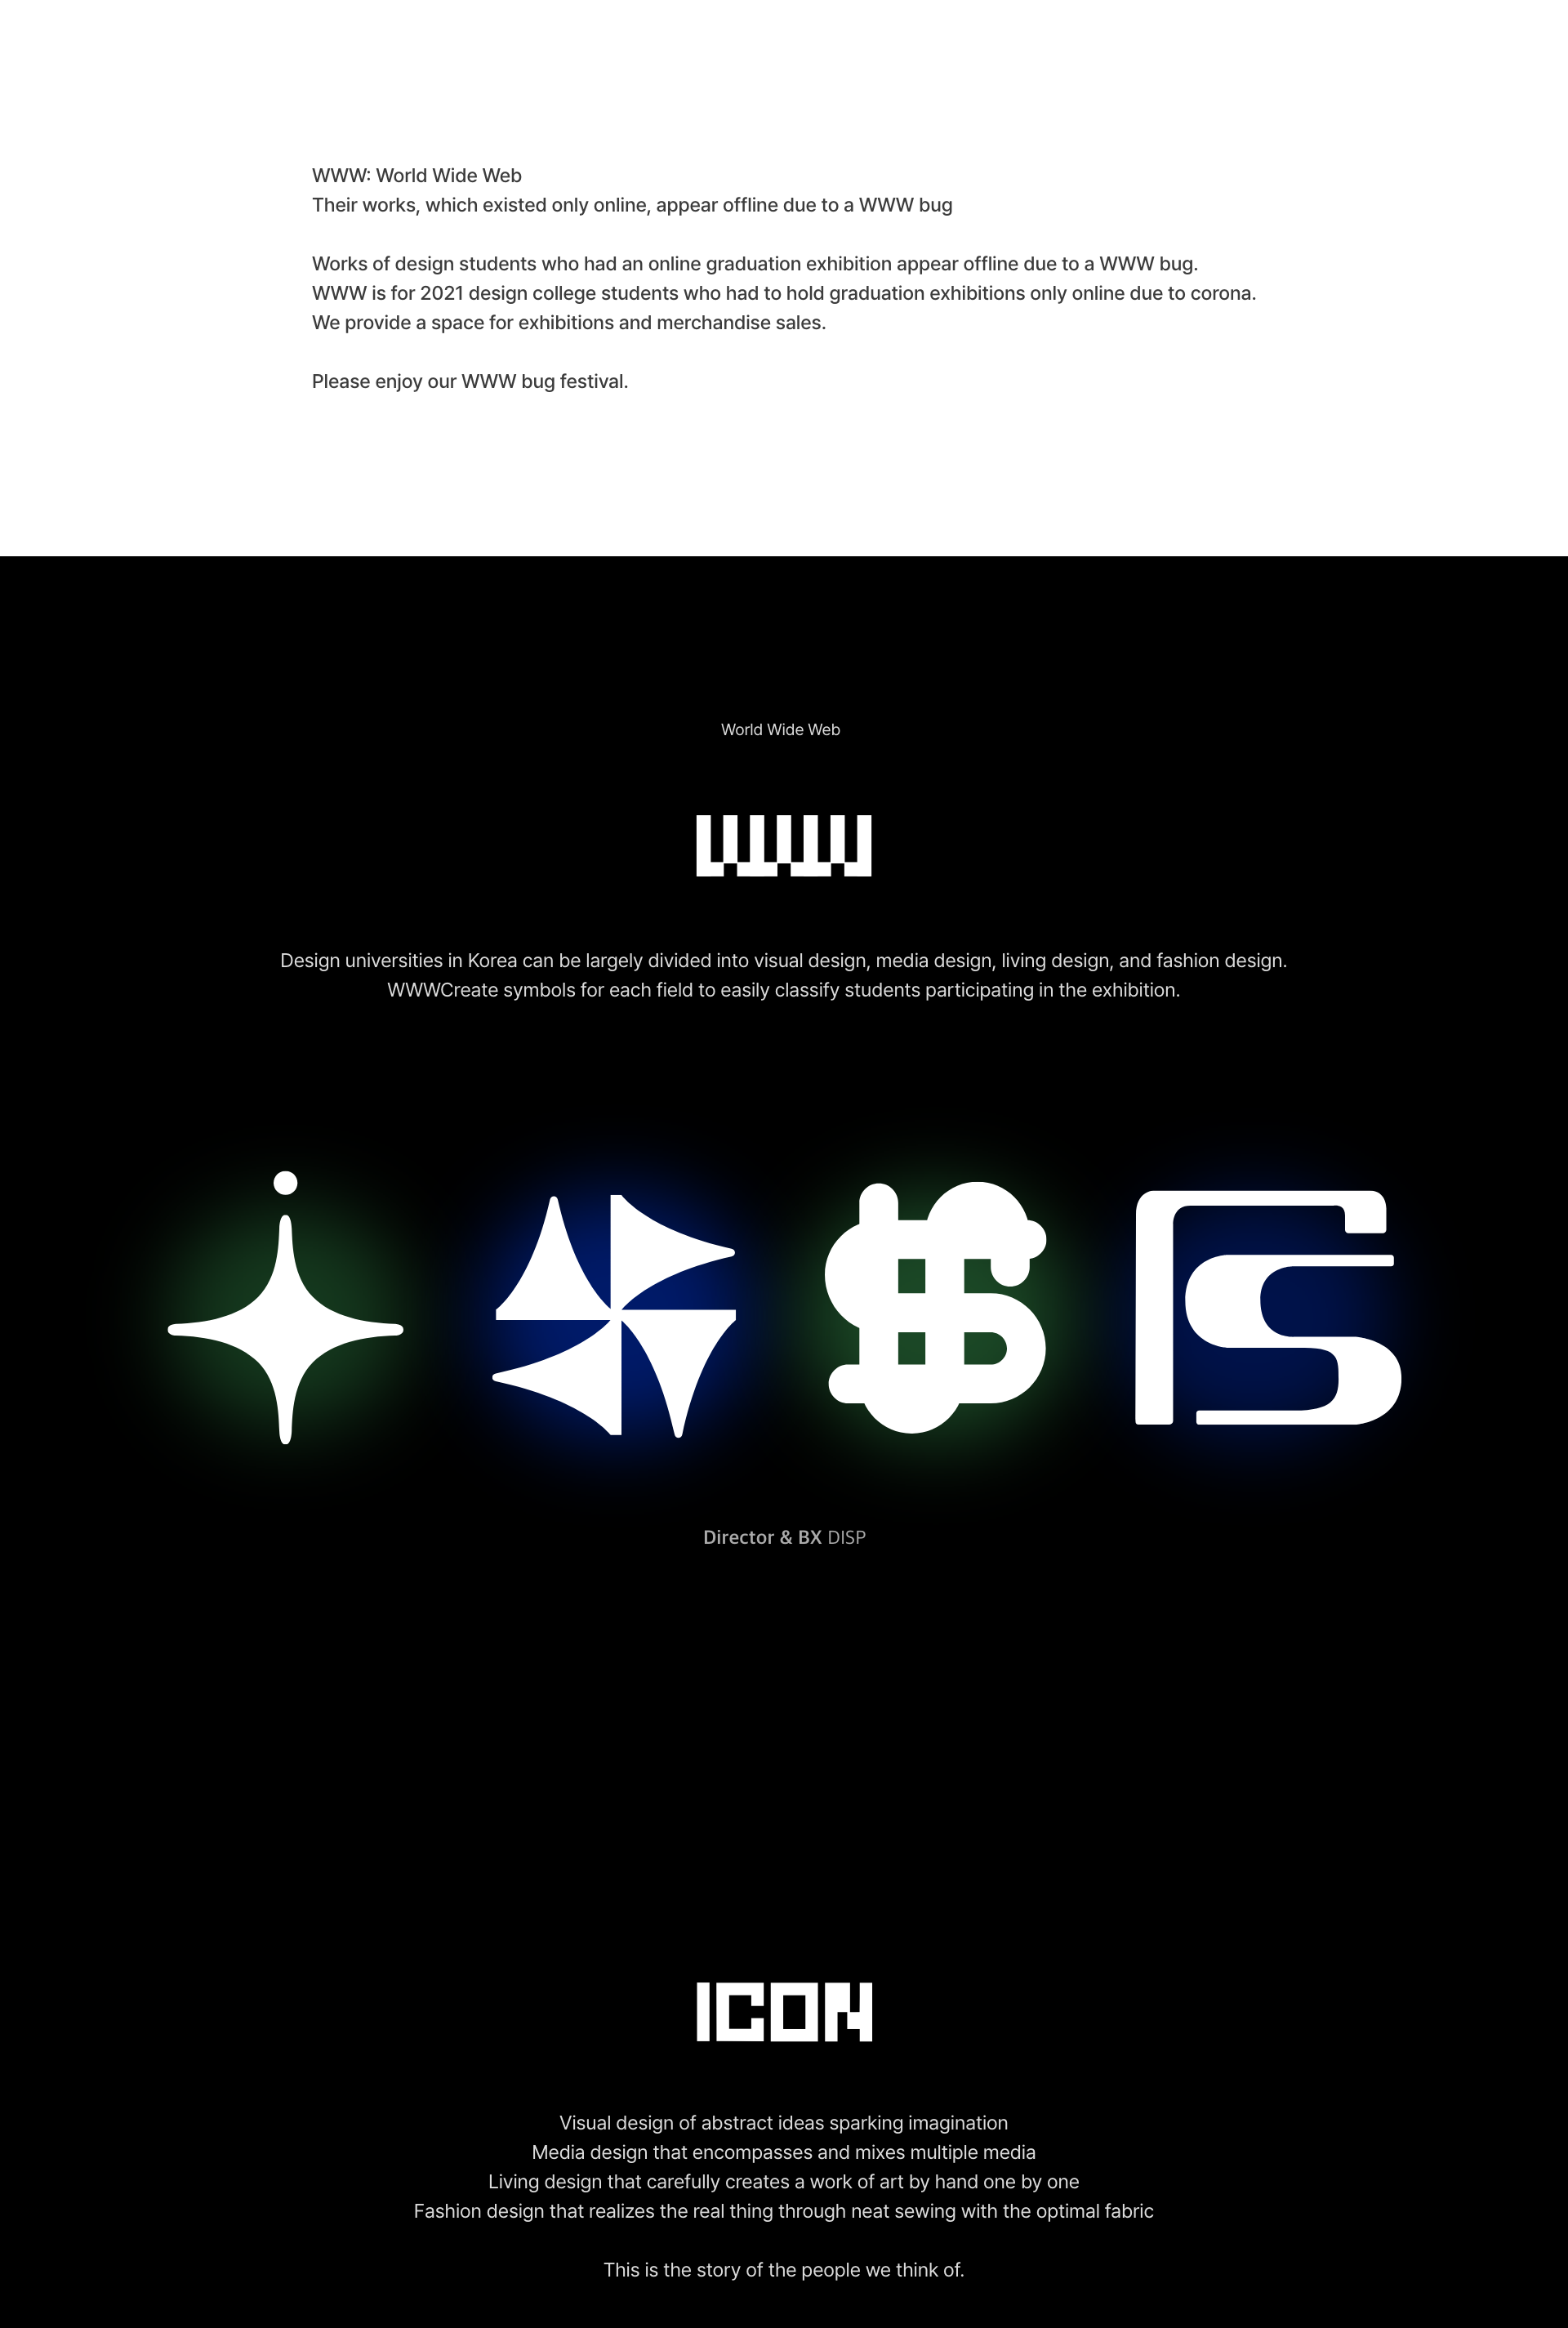 WWW: World Wide Web
Their works, which existed only online, appear offline due to a WWW bug
Works of design students who had an online graduation exhibition appear offline due to a WWW bug.
WWW is for 2021 design college students who had to hold graduation exhibitions only online due to corona.
We provide a space for exhibitions and merchandise sales.
Please enjoy our WWW bug festival.
World Wide Web
WWW
Design universities in Korea can be largely divided into visual design, media design, living design, and fashion design.
WWWCreate symbols for each field to easily classify students participating in the exhibition.
Director & BX DISP
ICON
Visual design of abstract ideas sparking imagination
Media design that encompasses and mixes multiple media
Living design that carefully creates a work of art by hand one by one
Fashion design that realizes the real thing through neat sewing with the optimal fabric
This is the story of the people we think of.